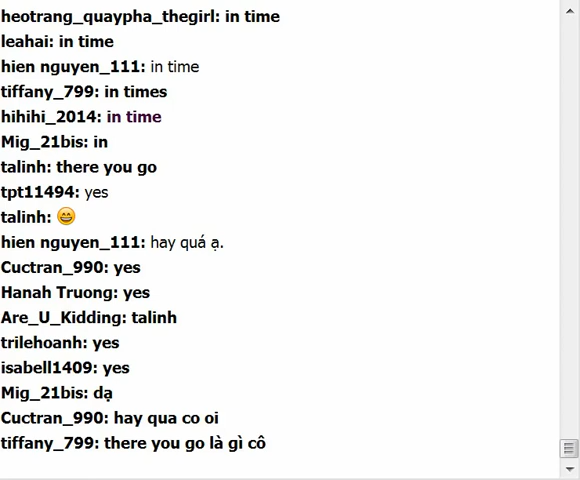 heotrang_quaypha_thegirl: in time
leahai: in time
hien nguyen_111: in time
tiffany_799: in times
hihihi_2014: in time
Mig_21bis: in
talinh: there you go
tpt11494: yes
talinh: 😄
hien nguyen_111: hay quá ạ.
Cuctran_990: yes
Hanah Truong: yes
Are_U_Kidding: talinh
trilehoanh: yes
isabell1409: yes
Mig_21bis: dạ
Cuctran_990: hay qua co oi
tiffany_799: there you go là gì cô